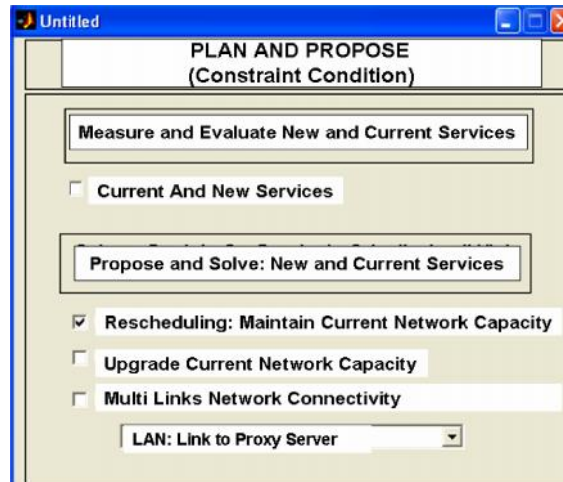 Untitled
PLAN AND PROPOSE
(Constraint Condition)
Measure and Evaluate New and Current Services
Current And New Services
Propose and Solve: New and Current Services
Rescheduling: Maintain Current Network Capacity
Upgrade Current Network Capacity
Multi Links Network Connectivity
LAN: Link to Proxy Server